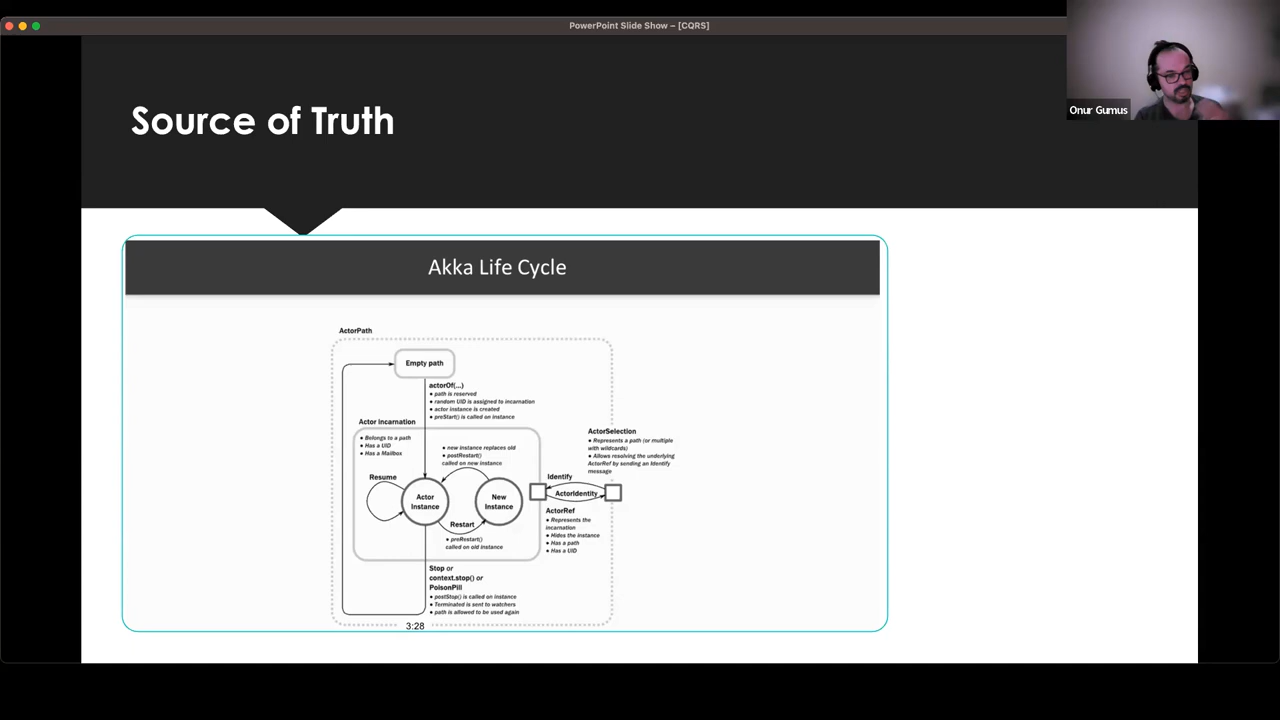 PowerPoint Slide Show – [CQRS]
Onur Gumus
Source of Truth
Akka Life Cycle
ActorPath
Empty path
actorOf(...)
• path is reserved
• random UID is assigned to incarnation
• actor instance is created
• preStart() is called on instance
Actor Incarnation
• Belongs to a path
• Has a UID
• Has a Mailbox
• new instance replaces old
• postRestart()
called on new instance
Resume
Actor
Instance
New
Instance
Restart
• preRestart()
called on old instance
ActorSelection
• Represents a path (or multiple
with wildcards)
• Allows resolving the underlying
ActorRef by sending an Identify
message
Identify
ActorIdentity
ActorRef
• Represents the
incarnation
• Hides the instance
• Has a path
• Has a UID
Stop or
context.stop() or
PoisonPill
• postStop() is called on instance
• Terminated is sent to watchers
• path is allowed to be used again
3:28